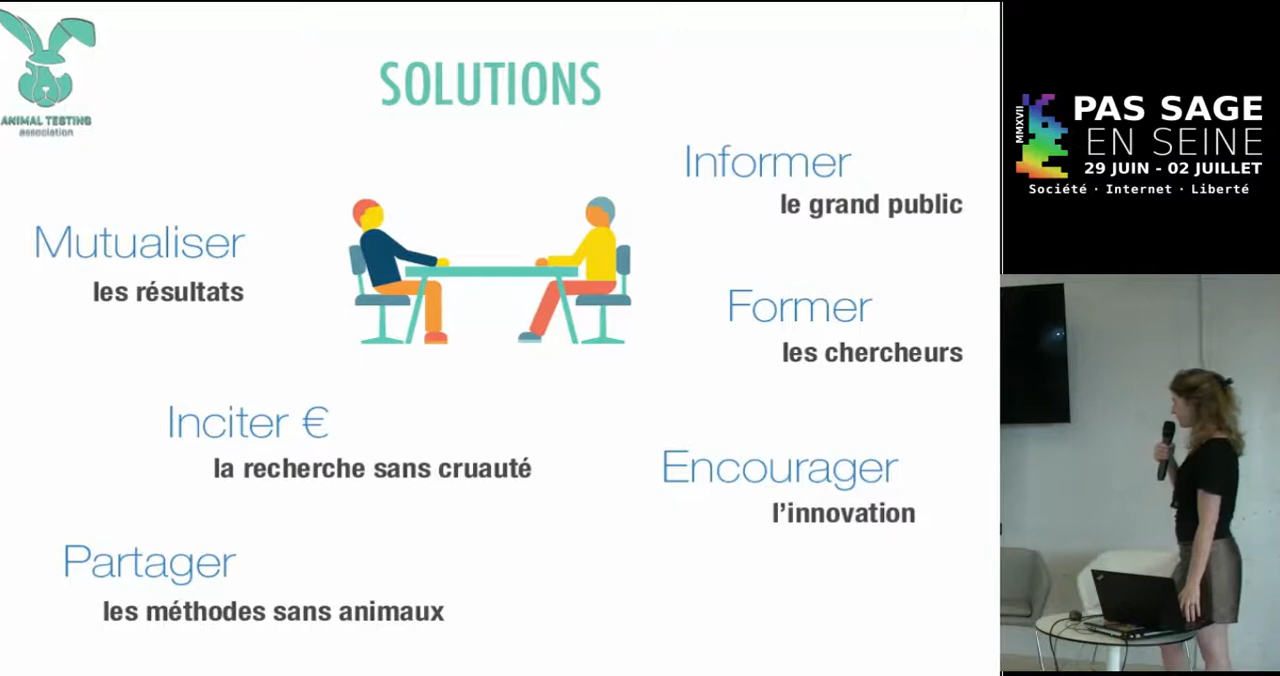 ANIMAL TESTING
association
SOLUTIONS
Informer
le grand public
Mutualiser
les résultats
Former
les chercheurs
Inciter €
la recherche sans cruauté
Encourager
l’innovation
Partager
les méthodes sans animaux
MMXVII
PAS SAGE
EN SEINE
29 JUIN - 02 JUILLET
Société · Internet · Liberté